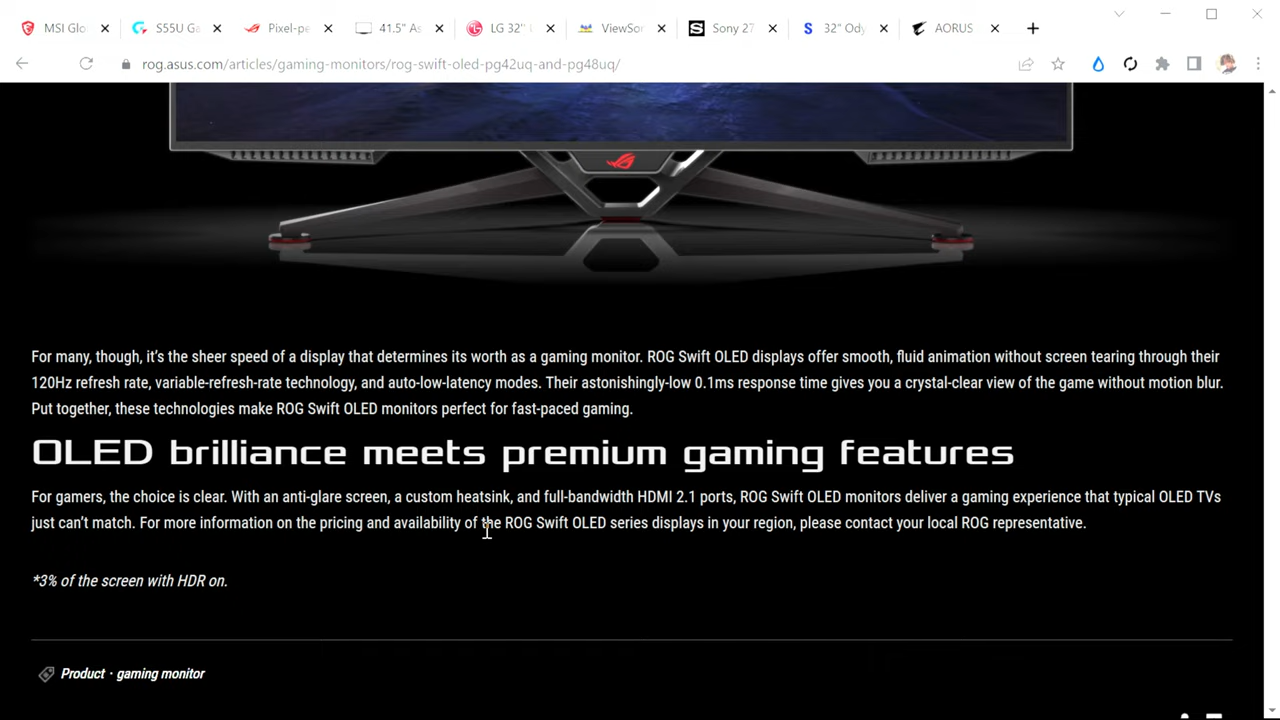 MSI Glo
S55U Ga
Pixel-pe
41.5" As
LG 32''
ViewSor
Sony 27
32" Ody
AORUS
rog.asus.com/articles/gaming-monitors/rog-swift-oled-pg42uq-and-pg48uq/
For many, though, it’s the sheer speed of a display that determines its worth as a gaming monitor. ROG Swift OLED displays offer smooth, fluid animation without screen tearing through their
120Hz refresh rate, variable-refresh-rate technology, and auto-low-latency modes. Their astonishingly-low 0.1ms response time gives you a crystal-clear view of the game without motion blur.
Put together, these technologies make ROG Swift OLED monitors perfect for fast-paced gaming.
OLED brilliance meets premium gaming features
For gamers, the choice is clear. With an anti-glare screen, a custom heatsink, and full-bandwidth HDMI 2.1 ports, ROG Swift OLED monitors deliver a gaming experience that typical OLED TVs
just can’t match. For more information on the pricing and availability of the ROG Swift OLED series displays in your region, please contact your local ROG representative.
*3% of the screen with HDR on.
Product · gaming monitor